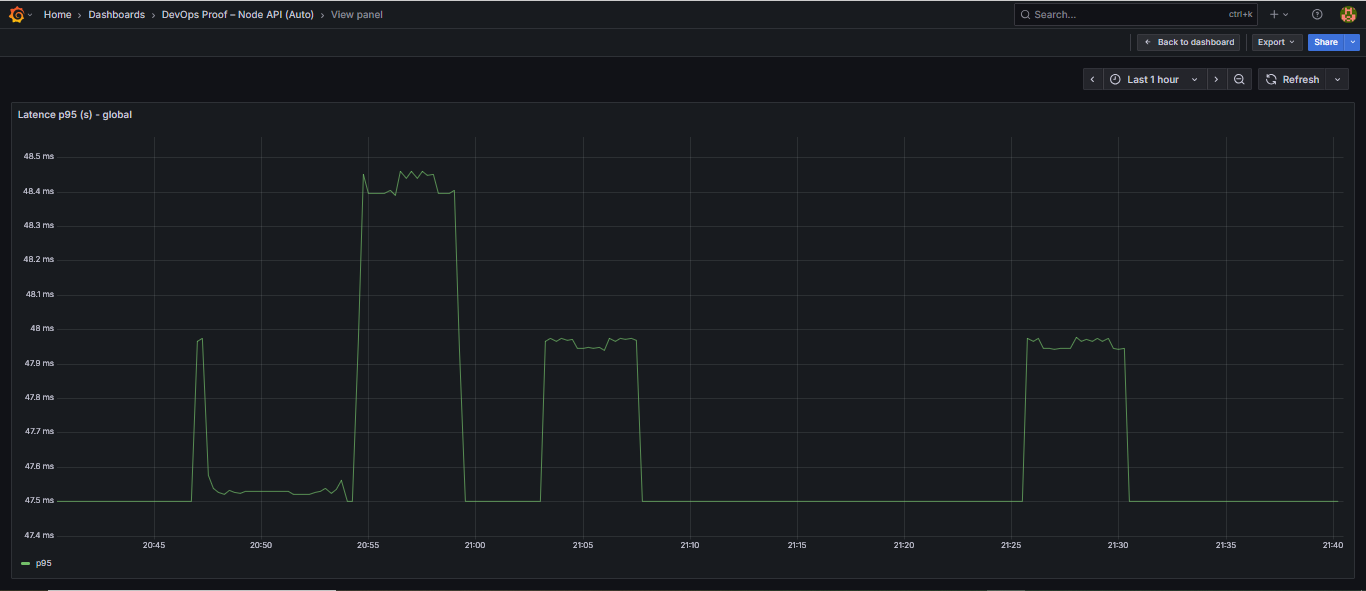 Home › Dashboards › DevOps Proof – Node API (Auto) › View panel
Search... ctrl+k
Back to dashboard Export Share
Last 1 hour Refresh
Latence p95 (s) - global
48.5 ms
48.4 ms
48.3 ms
48.2 ms
48.1 ms
48 ms
47.9 ms
47.8 ms
47.7 ms
47.6 ms
47.5 ms
47.4 ms
20:45 20:50 20:55 21:00 21:05 21:10 21:15 21:20 21:25 21:30 21:35 21:40
p95